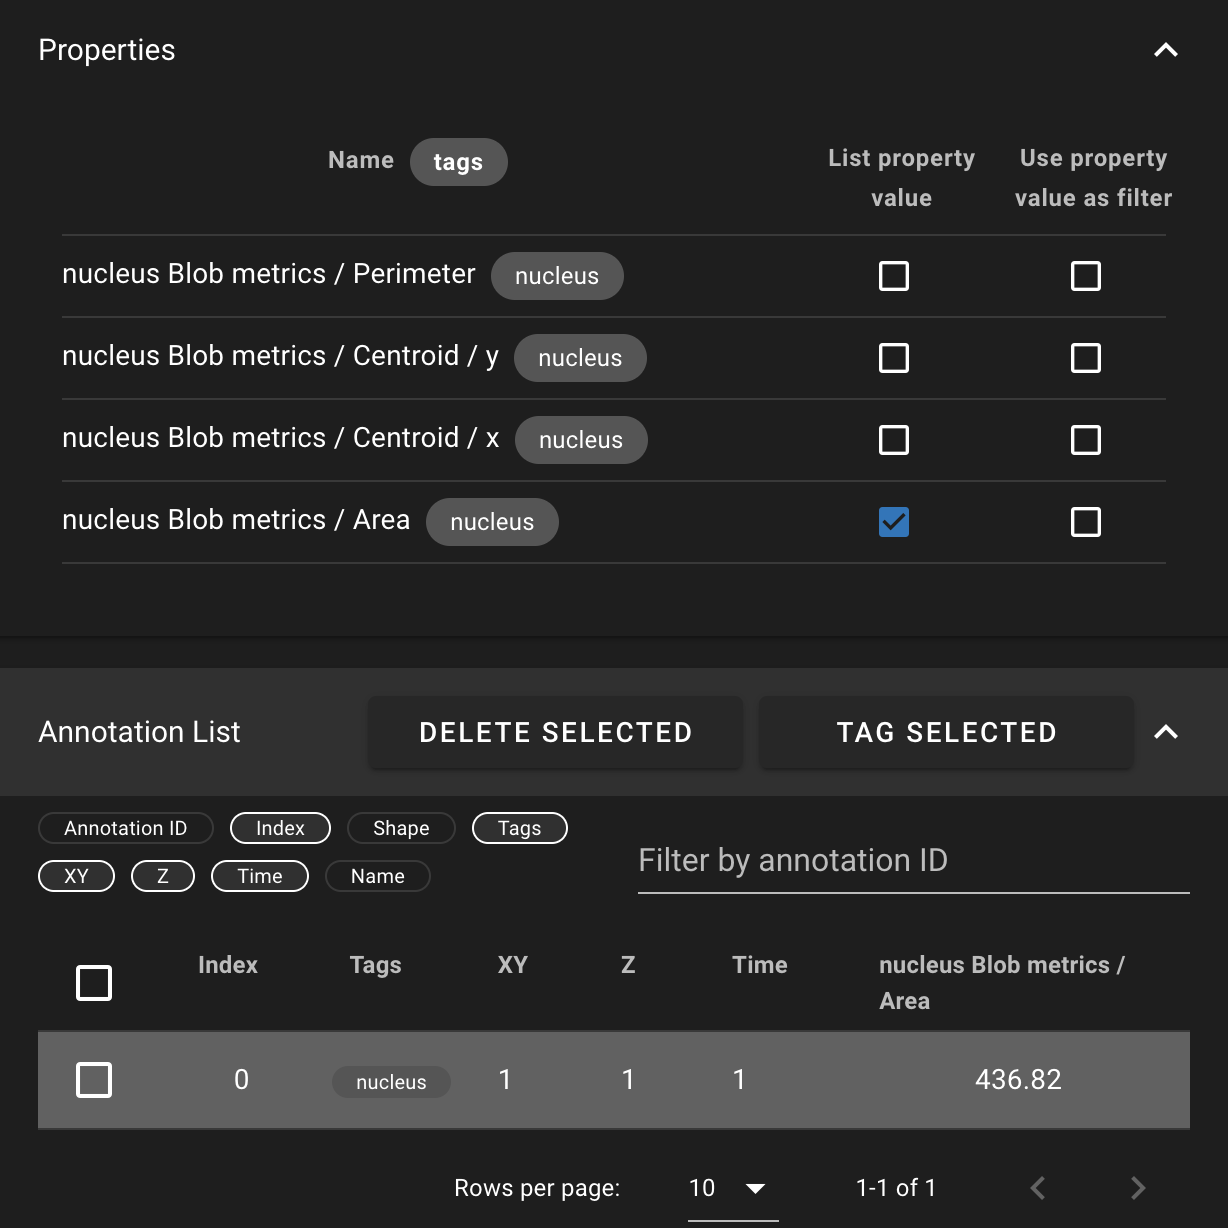 Properties
Name tags List property value Use property value as filter
nucleus Blob metrics / Perimeter nucleus
nucleus Blob metrics / Centroid / y nucleus
nucleus Blob metrics / Centroid / x nucleus
nucleus Blob metrics / Area nucleus
Annotation List DELETE SELECTED TAG SELECTED
Annotation ID Index Shape Tags
XY Z Time Name
Filter by annotation ID
Index Tags XY Z Time nucleus Blob metrics / Area
0 nucleus 1 1 1 436.82
Rows per page: 10 1-1 of 1